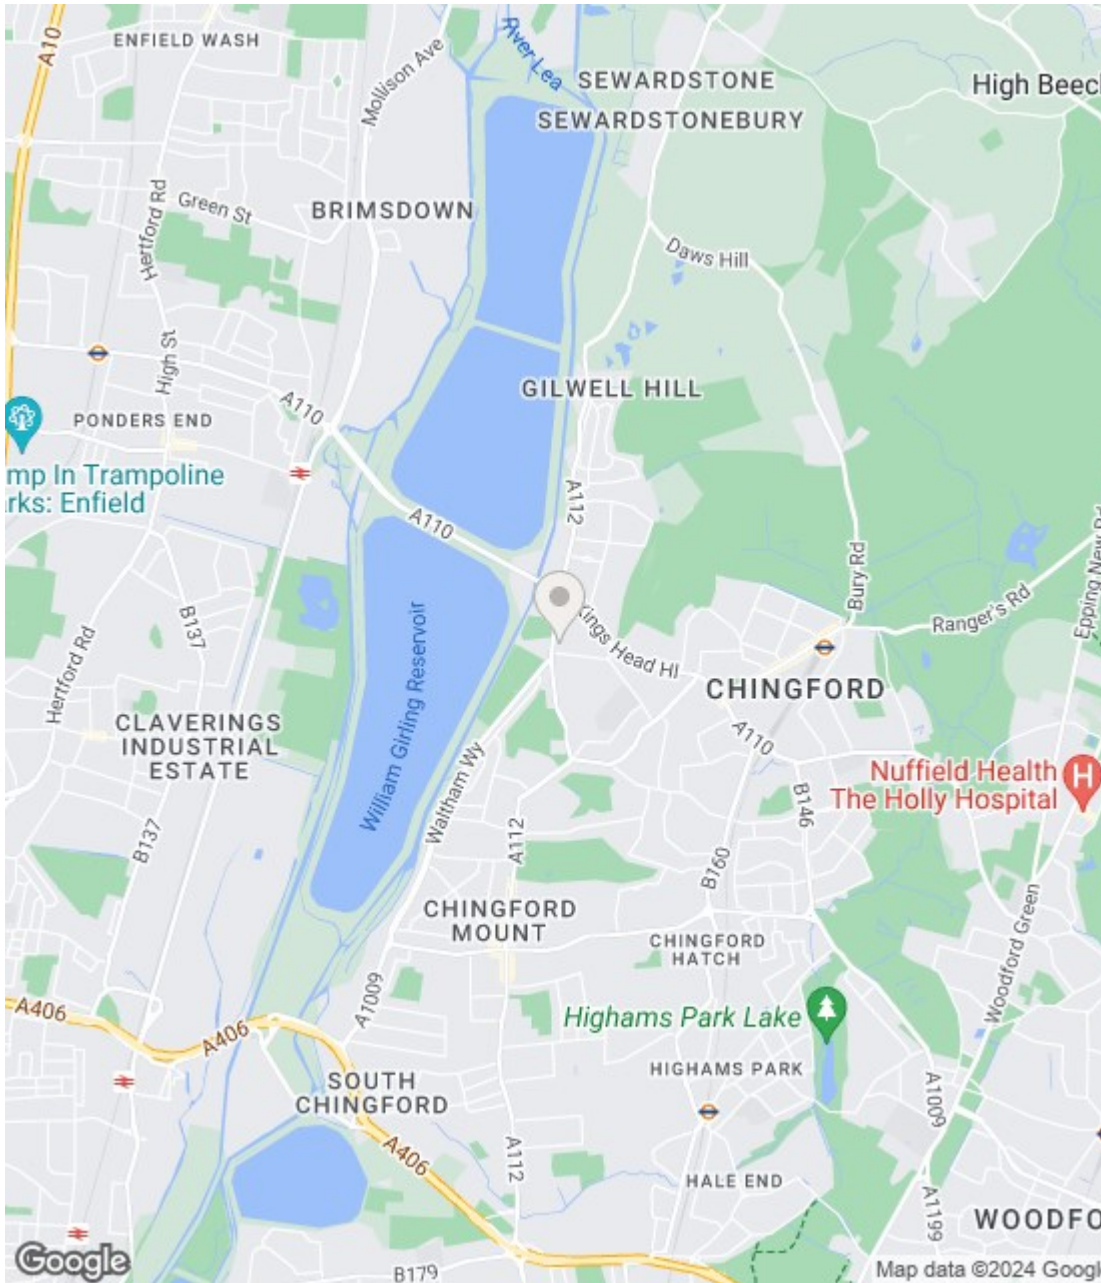 A10
ENFIELD WASH
Mollison Ave
River Lea
SEWARDSTONE
SEWARDSTONEBURY
High Beech
Hertford Rd
Green St
BRIMSDOWN
Daws Hill
High St
A110
GILWELL HILL
PONDERS END
mp In Trampoline
rks: Enfield
A110
A112
Bury Rd
Ranger's Rd
Epping New Rd
B137
Hertford Rd
William Girling Reservoir
Kings Head Hl
CHINGFORD
CLAVERINGS
INDUSTRIAL
ESTATE
A110
Waltham Wy
Nuffield Health
The Holly Hospital
H
B146
B137
A112
B160
CHINGFORD
MOUNT
CHINGFORD
HATCH
Woodford Green
A406
A406
A1009
Highams Park Lake
SOUTH
CHINGFORD
HIGHAMS PARK
A1009
A406
A112
HALE END
A1199
WOODFO
Google
B179
Map data ©2024 Googl